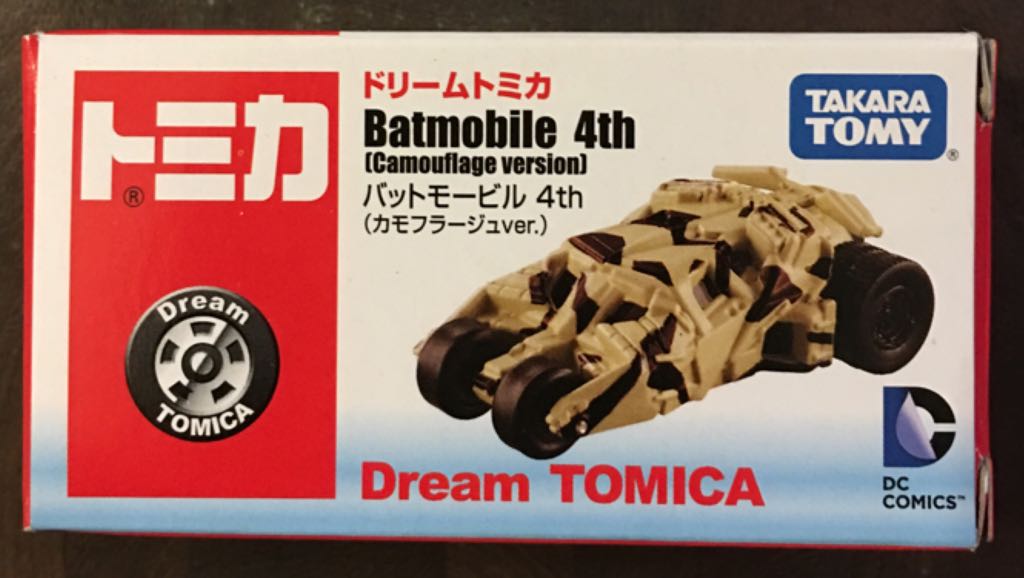 トミカ
®
Dream
TOMICA
ドリームトミカ
Batmobile 4th
(Camouflage version)
バットモービル 4th
(カモフラージュver.)
TAKARA
TOMY
®
Dream TOMICA
DC
COMICS™